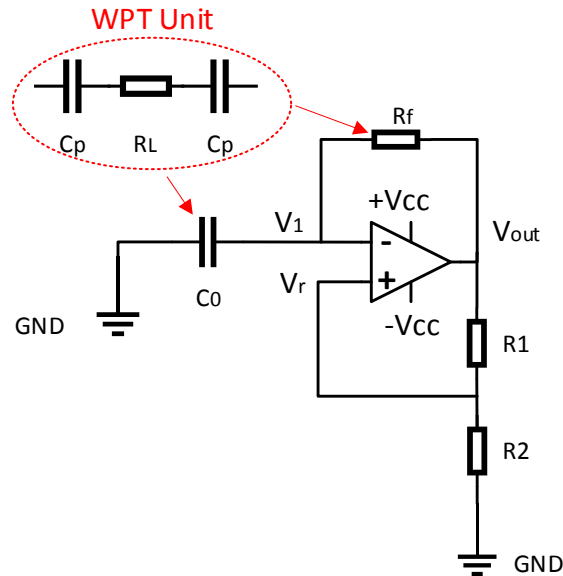 WPT Unit
Cp RL Cp
Rf
+Vcc
V1
Vout
-
Vr
+
C0
-Vcc
GND
R1
R2
GND